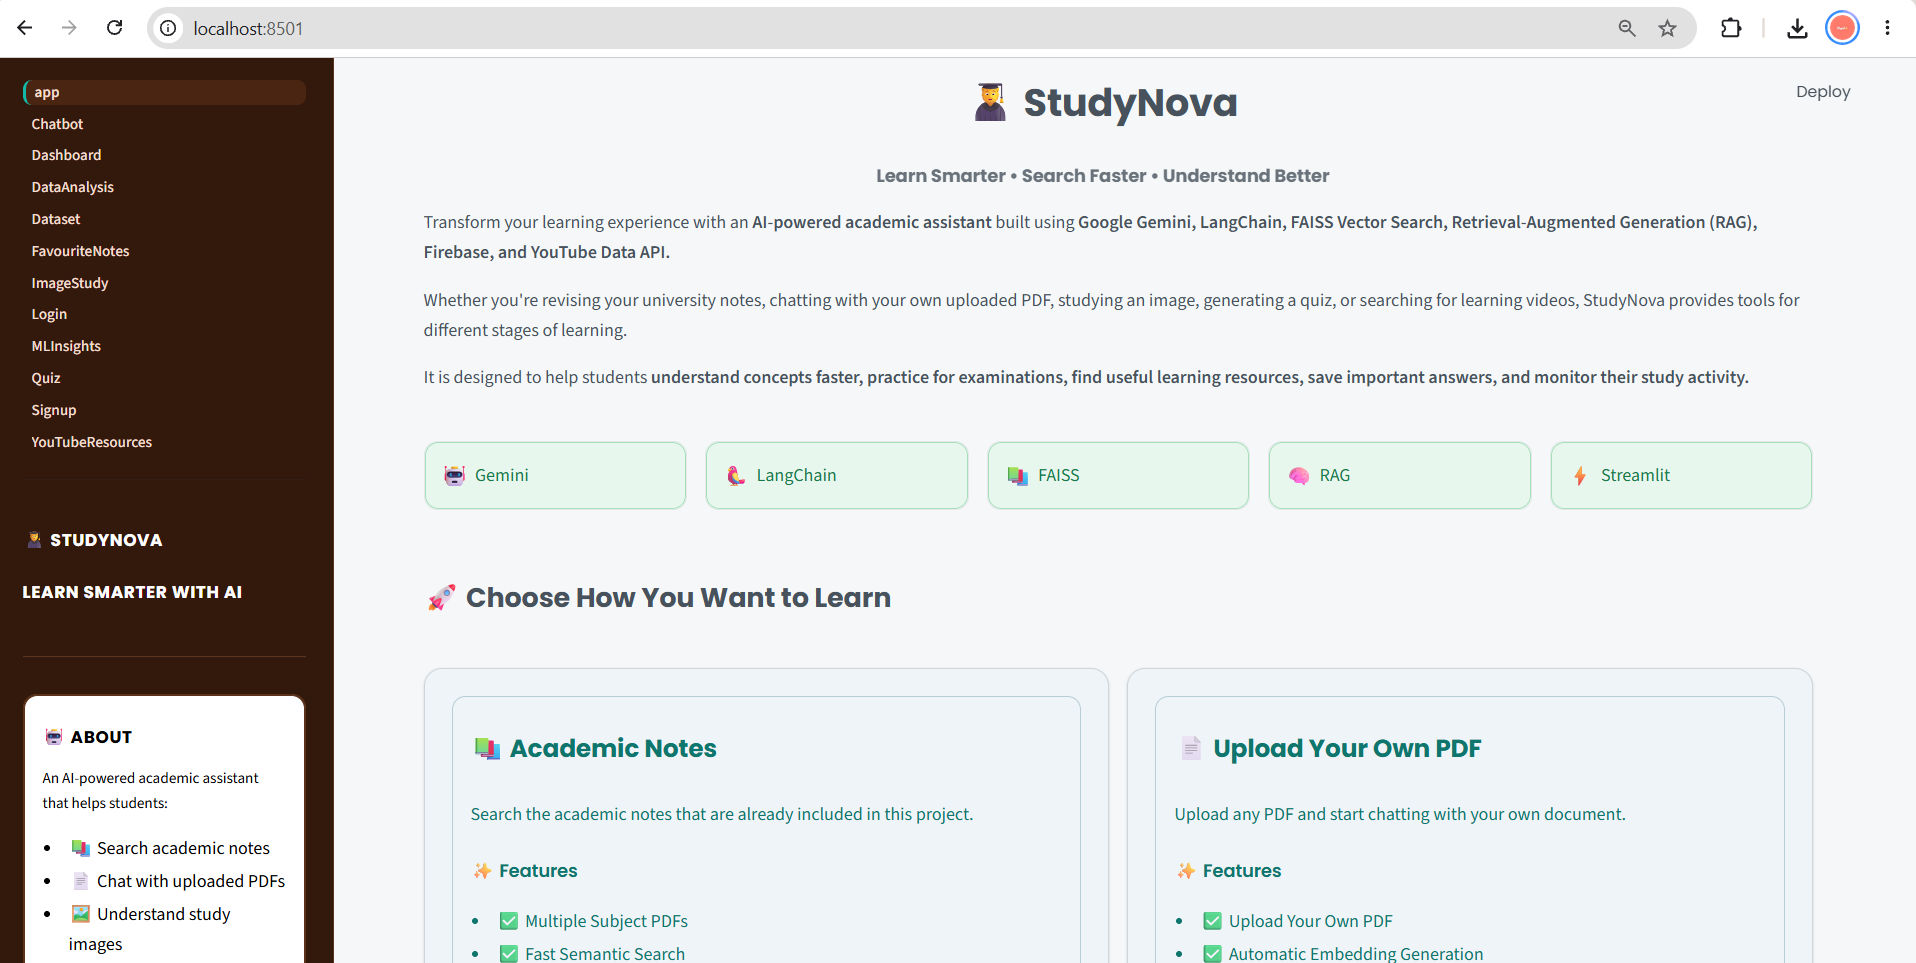 localhost:8501
app
Chatbot
Dashboard
DataAnalysis
Dataset
FavouriteNotes
ImageStudy
Login
MLInsights
Quiz
Signup
YouTubeResources
STUDYNOVA
LEARN SMARTER WITH AI
ABOUT
An AI-powered academic assistant
that helps students:
Search academic notes
Chat with uploaded PDFs
Understand study
images
Deploy
StudyNova
Learn Smarter • Search Faster • Understand Better
Transform your learning experience with an AI-powered academic assistant built using Google Gemini, LangChain, FAISS Vector Search, Retrieval-Augmented Generation (RAG),
Firebase, and YouTube Data API.
Whether you're revising your university notes, chatting with your own uploaded PDF, studying an image, generating a quiz, or searching for learning videos, StudyNova provides tools for
different stages of learning.
It is designed to help students understand concepts faster, practice for examinations, find useful learning resources, save important answers, and monitor their study activity.
Gemini
LangChain
FAISS
RAG
Streamlit
Choose How You Want to Learn
Academic Notes
Search the academic notes that are already included in this project.
Features
Multiple Subject PDFs
Fast Semantic Search
Upload Your Own PDF
Upload any PDF and start chatting with your own document.
Features
Upload Your Own PDF
Automatic Embedding Generation